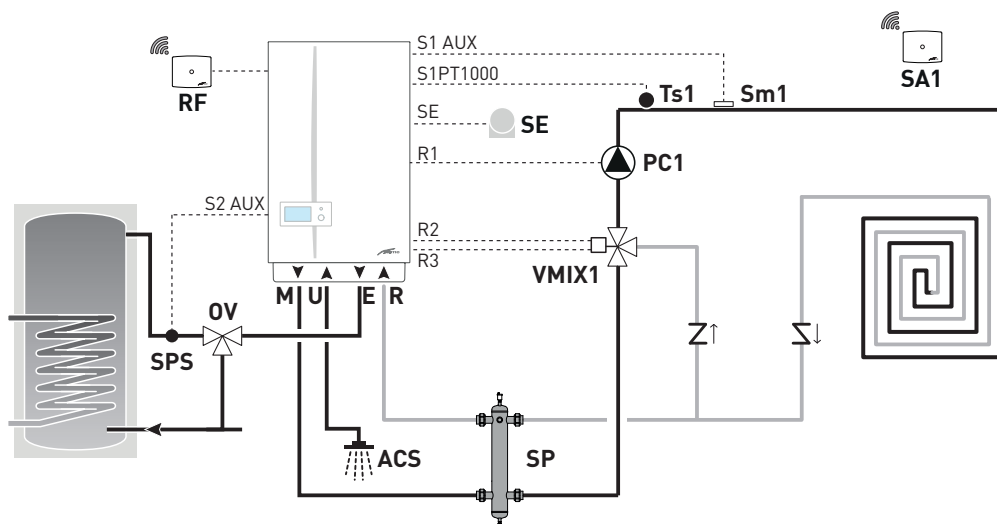 S1 AUX
S1PT1000
SE
R1
S2 AUX
R2
R3
RF
SE
Ts1
Sm1
SA1
PC1
VMIX1
M U E R
OV
SPS
ACS
SP